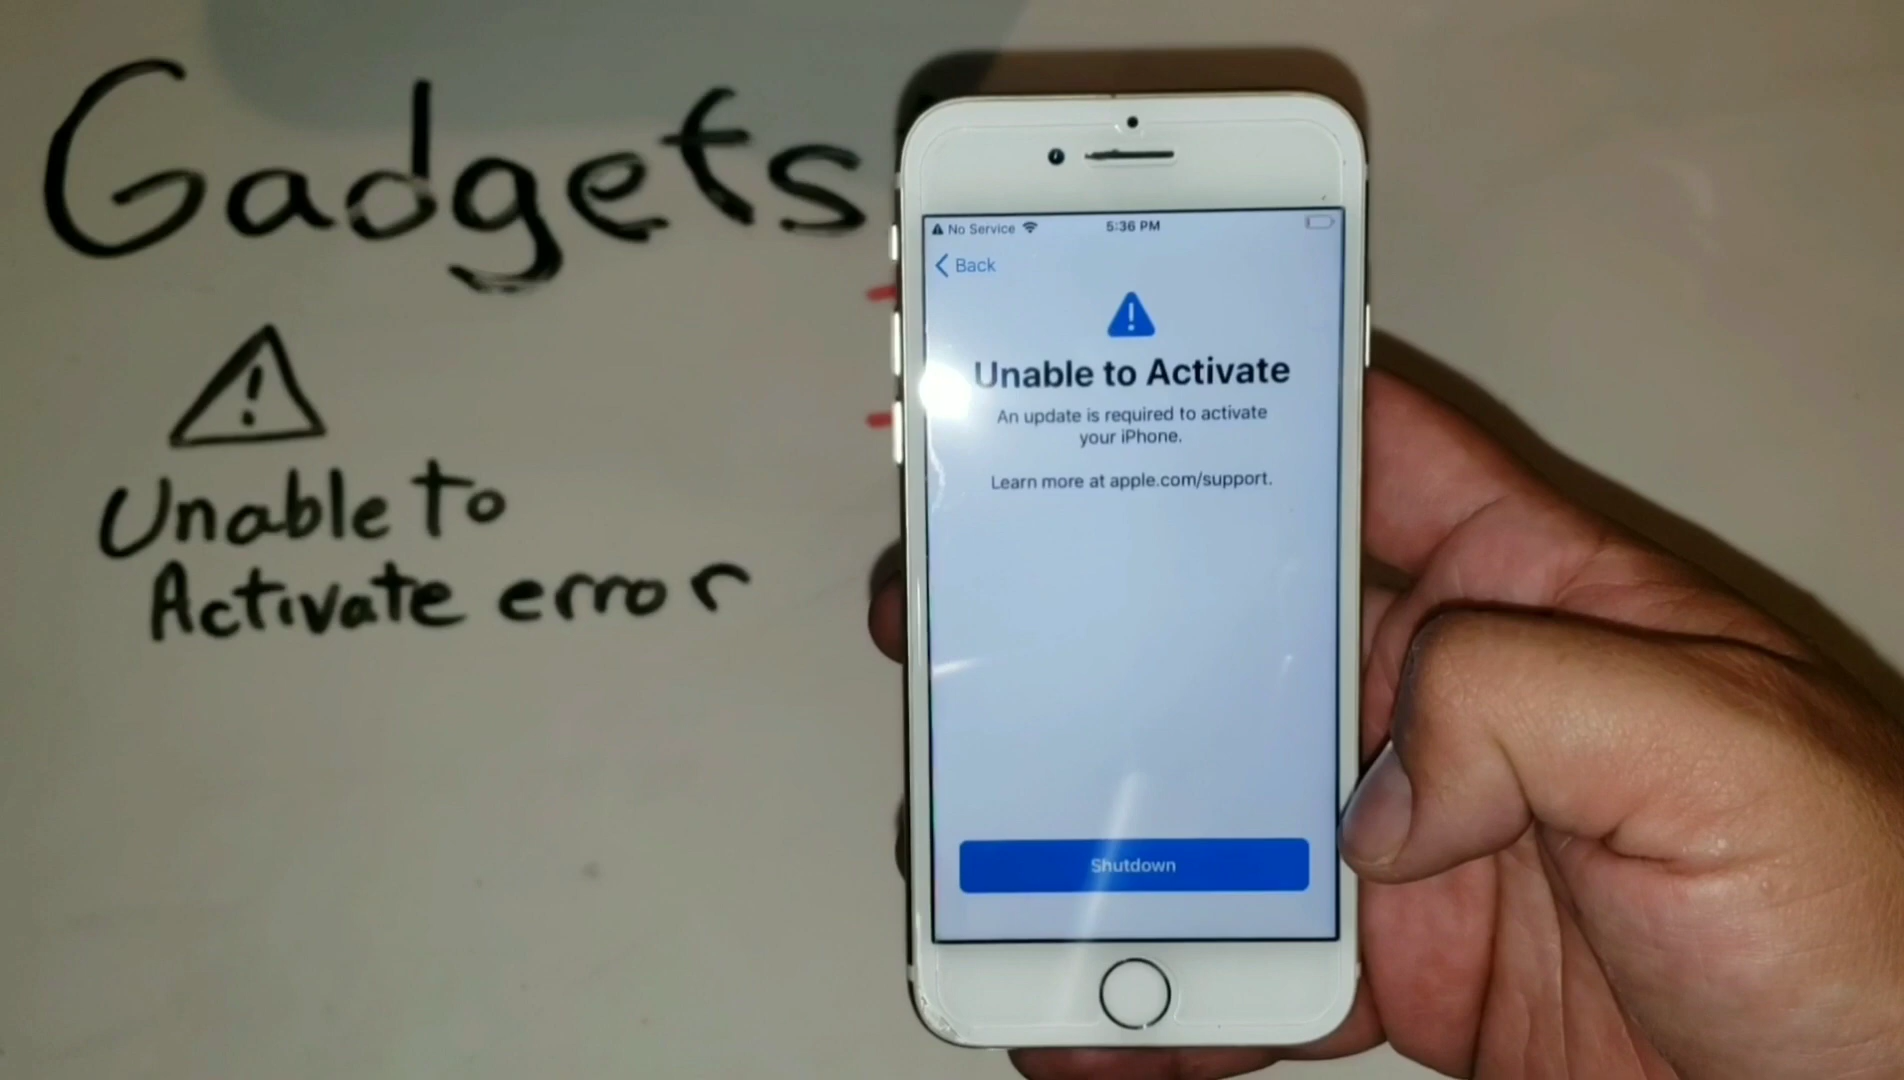 Gadgets
Unable to
Activate error
No Service
5:36 PM
Back
Unable to Activate
An update is required to activate
your iPhone.
Learn more at apple.com/support.
Shutdown